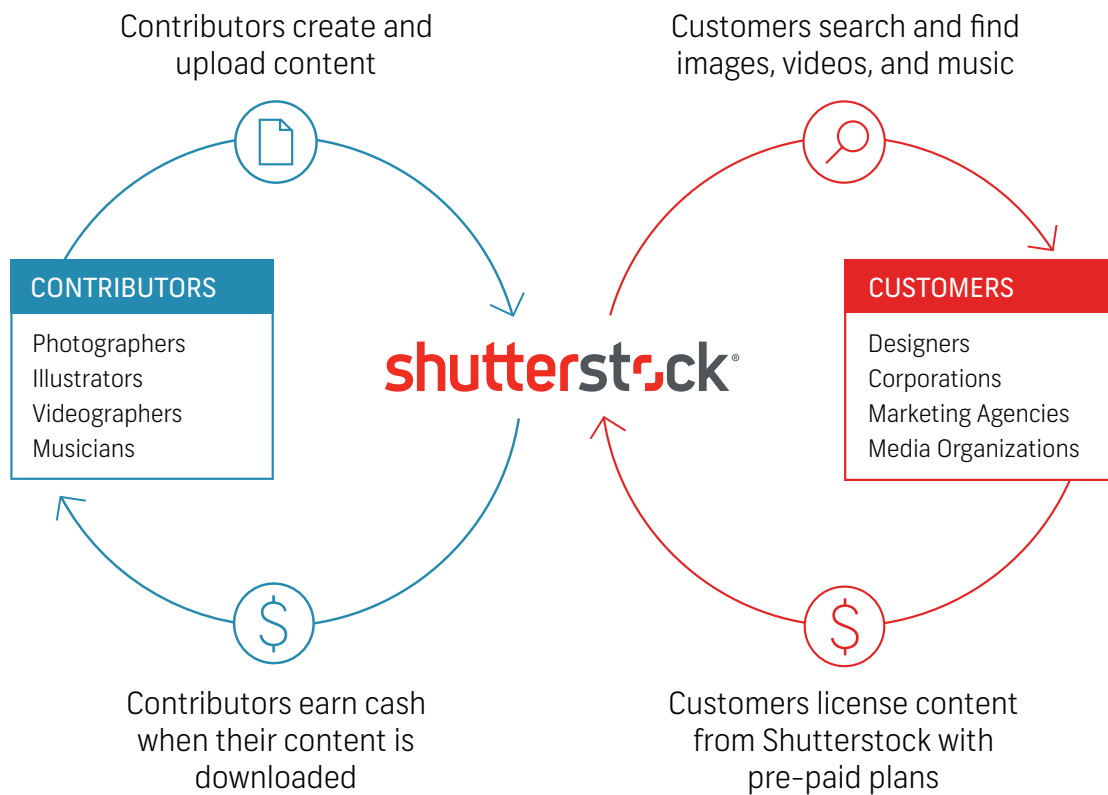 Contributors create and
upload content
Customers search and find
images, videos, and music
CONTRIBUTORS
Photographers
Illustrators
Videographers
Musicians
shutterstock®
CUSTOMERS
Designers
Corporations
Marketing Agencies
Media Organizations
$
$
Contributors earn cash
when their content is
downloaded
Customers license content
from Shutterstock with
pre-paid plans